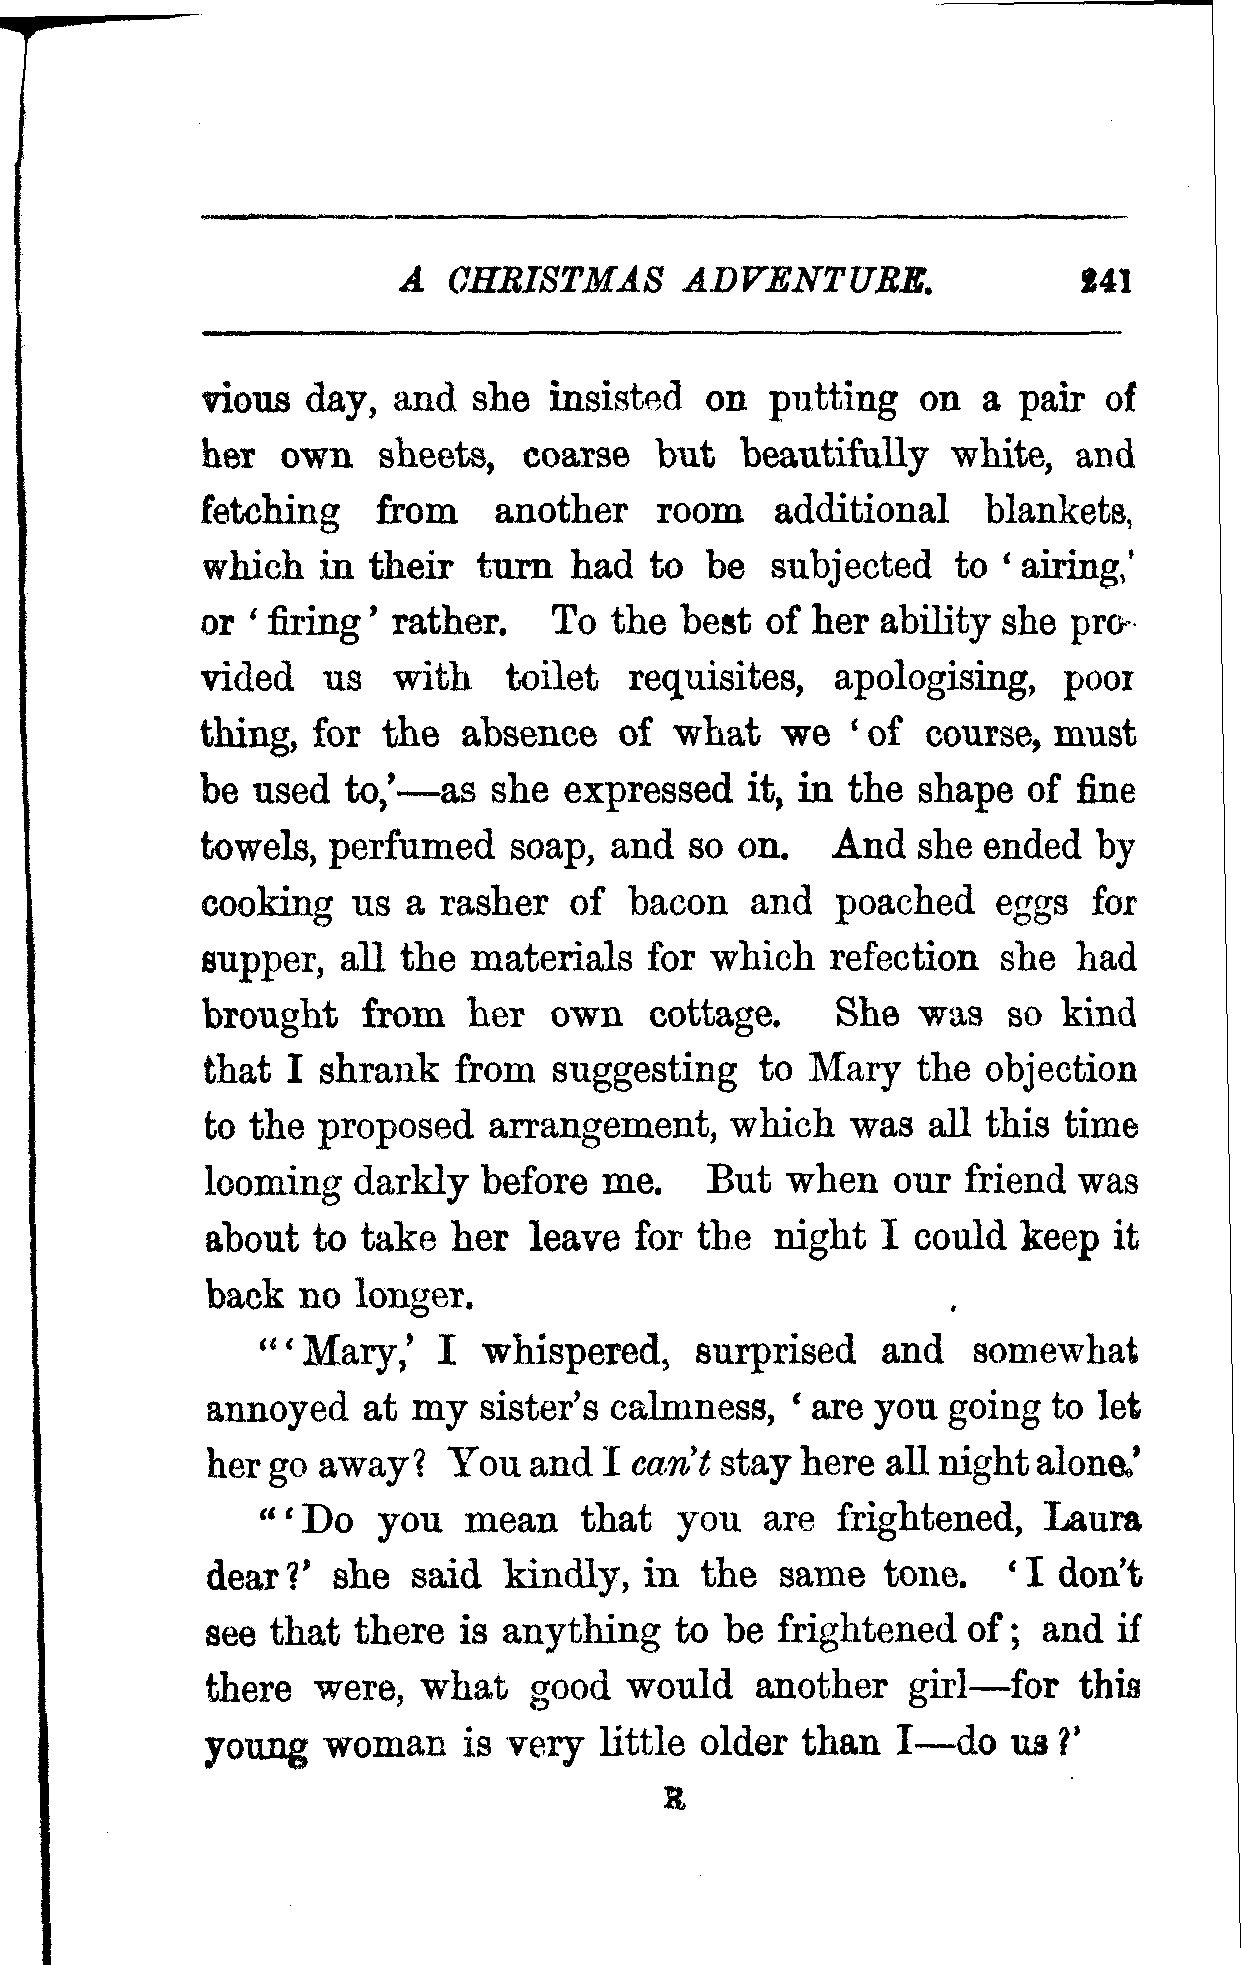 A CHRISTMAS ADVENTURE. 241
vious day, and she insisted on putting on a pair of
her own sheets, coarse but beautifully white, and
fetching from another room additional blankets,
which in their turn had to be subjected to ‘airing,’
or ‘firing’ rather. To the best of her ability she pro-
vided us with toilet requisites, apologising, poor
thing, for the absence of what we ‘of course, must
be used to,’—as she expressed it, in the shape of fine
towels, perfumed soap, and so on. And she ended by
cooking us a rasher of bacon and poached eggs for
supper, all the materials for which refection she had
brought from her own cottage. She was so kind
that I shrank from suggesting to Mary the objection
to the proposed arrangement, which was all this time
looming darkly before me. But when our friend was
about to take her leave for the night I could keep it
back no longer.
“‘Mary,’ I whispered, surprised and somewhat
annoyed at my sister’s calmness, ‘are you going to let
her go away? You and I can’t stay here all night alone.’
“‘Do you mean that you are frightened, Laura
dear?’ she said kindly, in the same tone. ‘I don’t
see that there is anything to be frightened of; and if
there were, what good would another girl—for this
young woman is very little older than I—do us?’
R